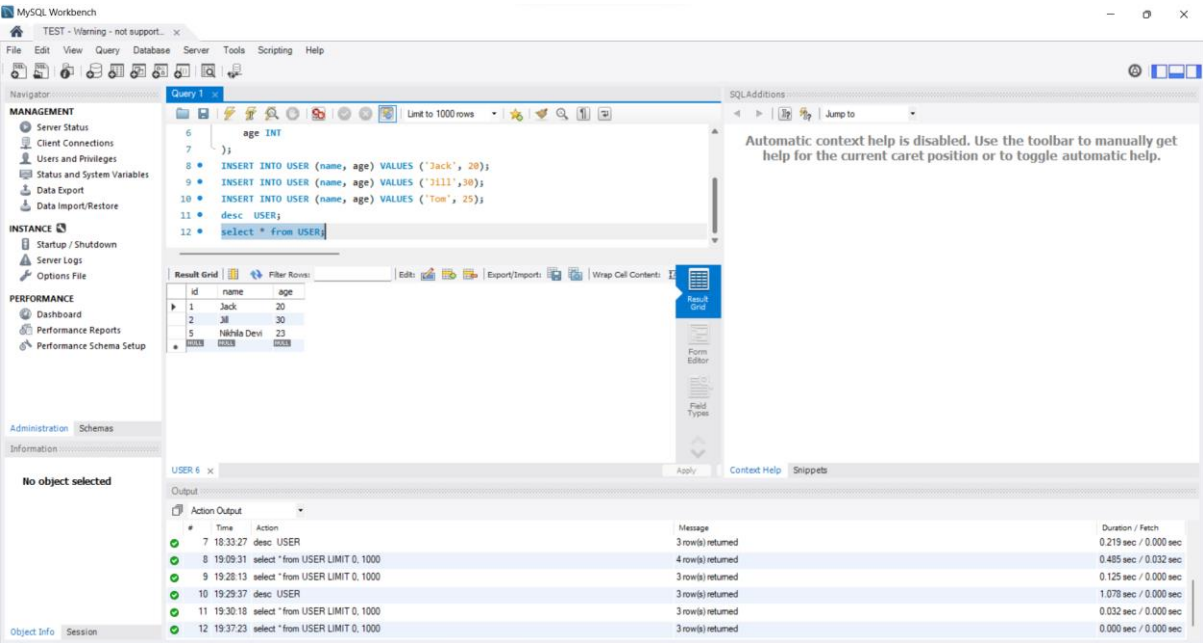 MySQL Workbench
TEST - Warning - not support... ×
File Edit View Query Database Server Tools Scripting Help
Navigator
MANAGEMENT
Server Status
Client Connections
Users and Privileges
Status and System Variables
Data Export
Data Import/Restore
INSTANCE
Startup / Shutdown
Server Logs
Options File
PERFORMANCE
Dashboard
Performance Reports
Performance Schema Setup
Administration Schemas
Information
No object selected
Object Info Session
Query 1 ×
Limit to 1000 rows
6 age INT
7 );
8 INSERT INTO USER (name, age) VALUES ('Jack', 20);
9 INSERT INTO USER (name, age) VALUES ('Jill',30);
10 INSERT INTO USER (name, age) VALUES ('Tom', 25);
11 desc USER;
12 select * from USER;
Result Grid Filter Rows: Edit: Export/Import: Wrap Cell Content:
id name age
1 Jack 20
2 Jill 30
5 Nikhila Devi 23
NULL NULL NULL
Result Grid
Form Editor
Field Types
USER 6 × Apply
SQLAdditions
Jump to
Automatic context help is disabled. Use the toolbar to manually get
help for the current caret position or to toggle automatic help.
Context Help Snippets
Output
Action Output
# Time Action Message Duration / Fetch
7 18:33:27 desc USER 3 row(s) returned 0.219 sec / 0.000 sec
8 19:09:31 select * from USER LIMIT 0, 1000 4 row(s) returned 0.485 sec / 0.032 sec
9 19:28:13 select * from USER LIMIT 0, 1000 3 row(s) returned 0.125 sec / 0.000 sec
10 19:29:37 desc USER 3 row(s) returned 1.078 sec / 0.000 sec
11 19:30:18 select * from USER LIMIT 0, 1000 3 row(s) returned 0.032 sec / 0.000 sec
12 19:37:23 select * from USER LIMIT 0, 1000 3 row(s) returned 0.000 sec / 0.000 sec